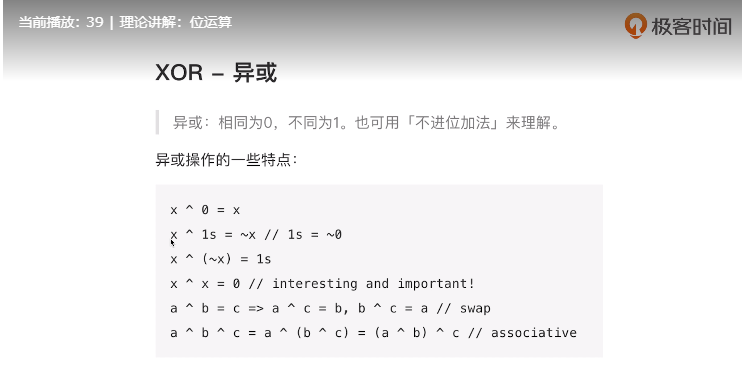 当前播放：39 | 理论讲解：位运算
极客时间
XOR - 异或
异或：相同为0，不同为1。也可用「不进位加法」来理解。
异或操作的一些特点：
x ^ 0 = x
x ^ 1s = ~x // 1s = ~0
x ^ (~x) = 1s
x ^ x = 0 // interesting and important!
a ^ b = c => a ^ c = b, b ^ c = a // swap
a ^ b ^ c = a ^ (b ^ c) = (a ^ b) ^ c // associative